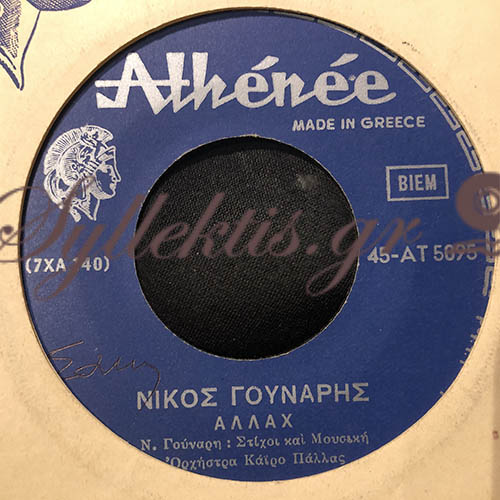 Athénée
MADE IN GREECE
BIEM
Syllektis.gr
(7XA 140)
45-AT 5095
ΝΙΚΟΣ ΓΟΥΝΑΡΗΣ
ΑΛΛΑΧ
Ν. Γούναρη : Στίχοι καὶ Μουσικὴ
Ὀρχήστρα Κάϊρο Πάλλας